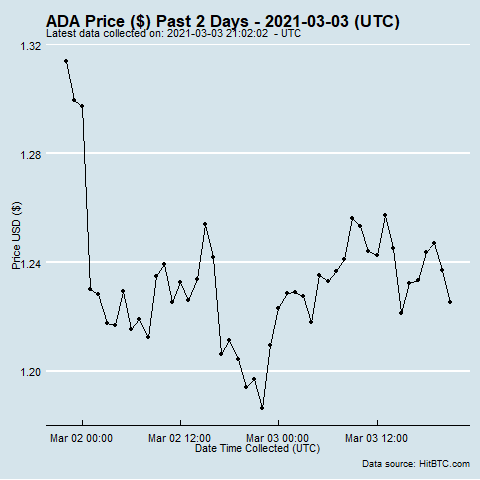 ADA Price ($) Past 2 Days - 2021-03-03 (UTC)
Latest data collected on: 2021-03-03 21:02:02 - UTC
1.32
1.28
1.24
1.20
Price USD ($)
Mar 02 00:00 Mar 02 12:00 Mar 03 00:00 Mar 03 12:00
Date Time Collected (UTC)
Data source: HitBTC.com